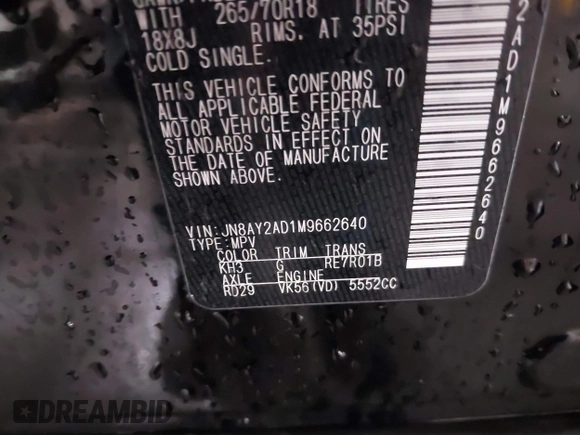 WITH 265/70R18 TIRES
18X8J RIMS. AT 35PSI
COLD SINGLE.
THIS VEHICLE CONFORMS TO
ALL APPLICABLE FEDERAL
MOTOR VEHICLE SAFETY
STANDARDS IN EFFECT ON
THE DATE OF MANUFACTURE
SHOWN ABOVE.
VIN:JN8AY2AD1M9662640
TYPE:MPV
COLOR TRIM TRANS
KH3 G RE7R01B
AXLE ENGINE
RD29 VK56(VD) 5552CC
2AD1M9662640
DREAMBID